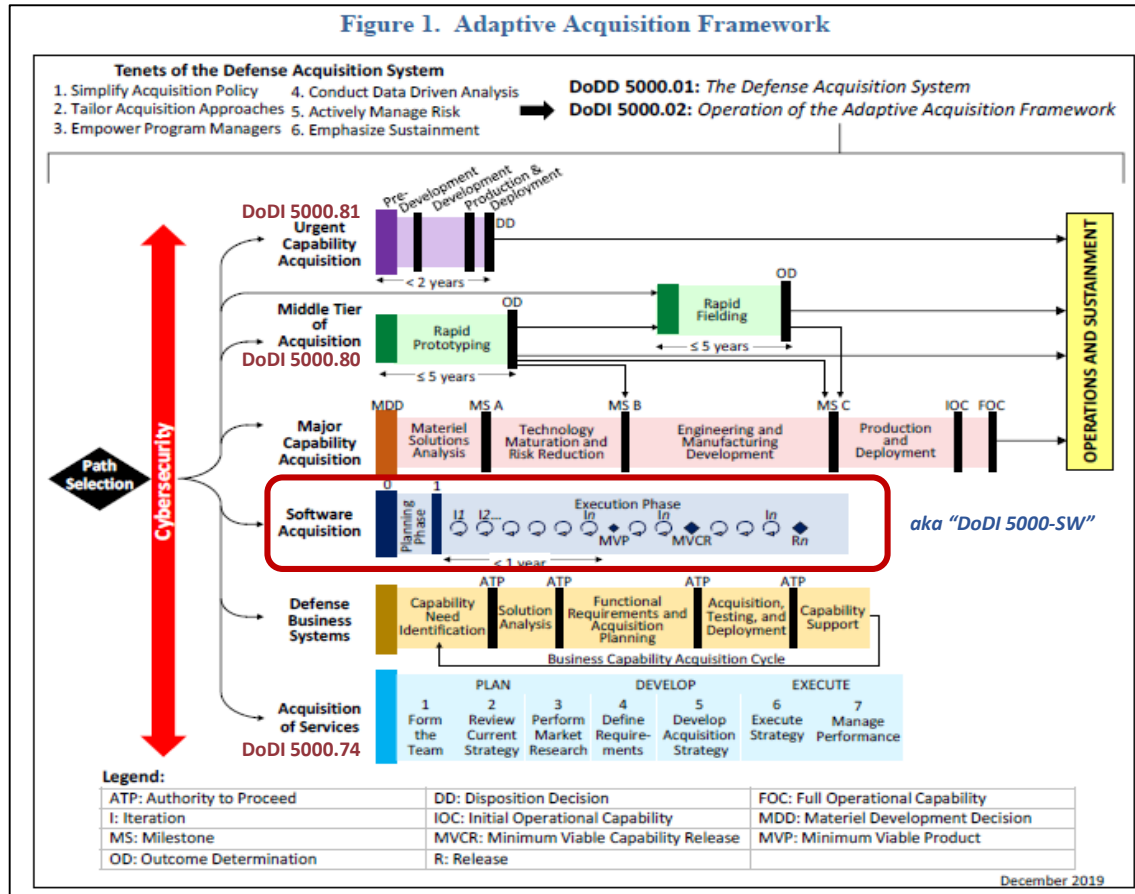 Figure 1. Adaptive Acquisition Framework
Tenets of the Defense Acquisition System
1. Simplify Acquisition Policy
2. Tailor Acquisition Approaches
3. Empower Program Managers
4. Conduct Data Driven Analysis
5. Actively Manage Risk
6. Emphasize Sustainment
DoDD 5000.01: The Defense Acquisition System
DoDI 5000.02: Operation of the Adaptive Acquisition Framework
Path
Selection
Cybersecurity
DoDI 5000.81
Urgent
Capability
Acquisition
Pre-
Development
Development
Production &
Deployment
DD
< 2 years
Middle Tier
of
Acquisition
DoDI 5000.80
Rapid
Prototyping
OD
≤ 5 years
Rapid
Fielding
OD
≤ 5 years
Major
Capability
Acquisition
MDD
MS A
MS B
MS C
IOC
FOC
Materiel
Solutions
Analysis
Technology
Maturation and
Risk Reduction
Engineering and
Manufacturing
Development
Production
and
Deployment
OPERATIONS AND SUSTAINMENT
Software
Acquisition
0
1
Planning
Phase
Execution Phase
I1
I2...
In
In
In
MVP
MVCR
Rn
< 1 year
aka “DoDI 5000-SW”
Defense
Business
Systems
ATP
ATP
ATP
ATP
Capability
Need
Identification
Solution
Analysis
Functional
Requirements and
Acquisition
Planning
Acquisition,
Testing, and
Deployment
Capability
Support
Business Capability Acquisition Cycle
Acquisition
of Services
DoDI 5000.74
PLAN
DEVELOP
EXECUTE
1
Form
the
Team
2
Review
Current
Strategy
3
Perform
Market
Research
4
Define
Require-
ments
5
Develop
Acquisition
Strategy
6
Execute
Strategy
7
Manage
Performance
Legend:
ATP: Authority to Proceed
DD: Disposition Decision
FOC: Full Operational Capability
I: Iteration
IOC: Initial Operational Capability
MDD: Materiel Development Decision
MS: Milestone
MVCR: Minimum Viable Capability Release
MVP: Minimum Viable Product
OD: Outcome Determination
R: Release
December 2019